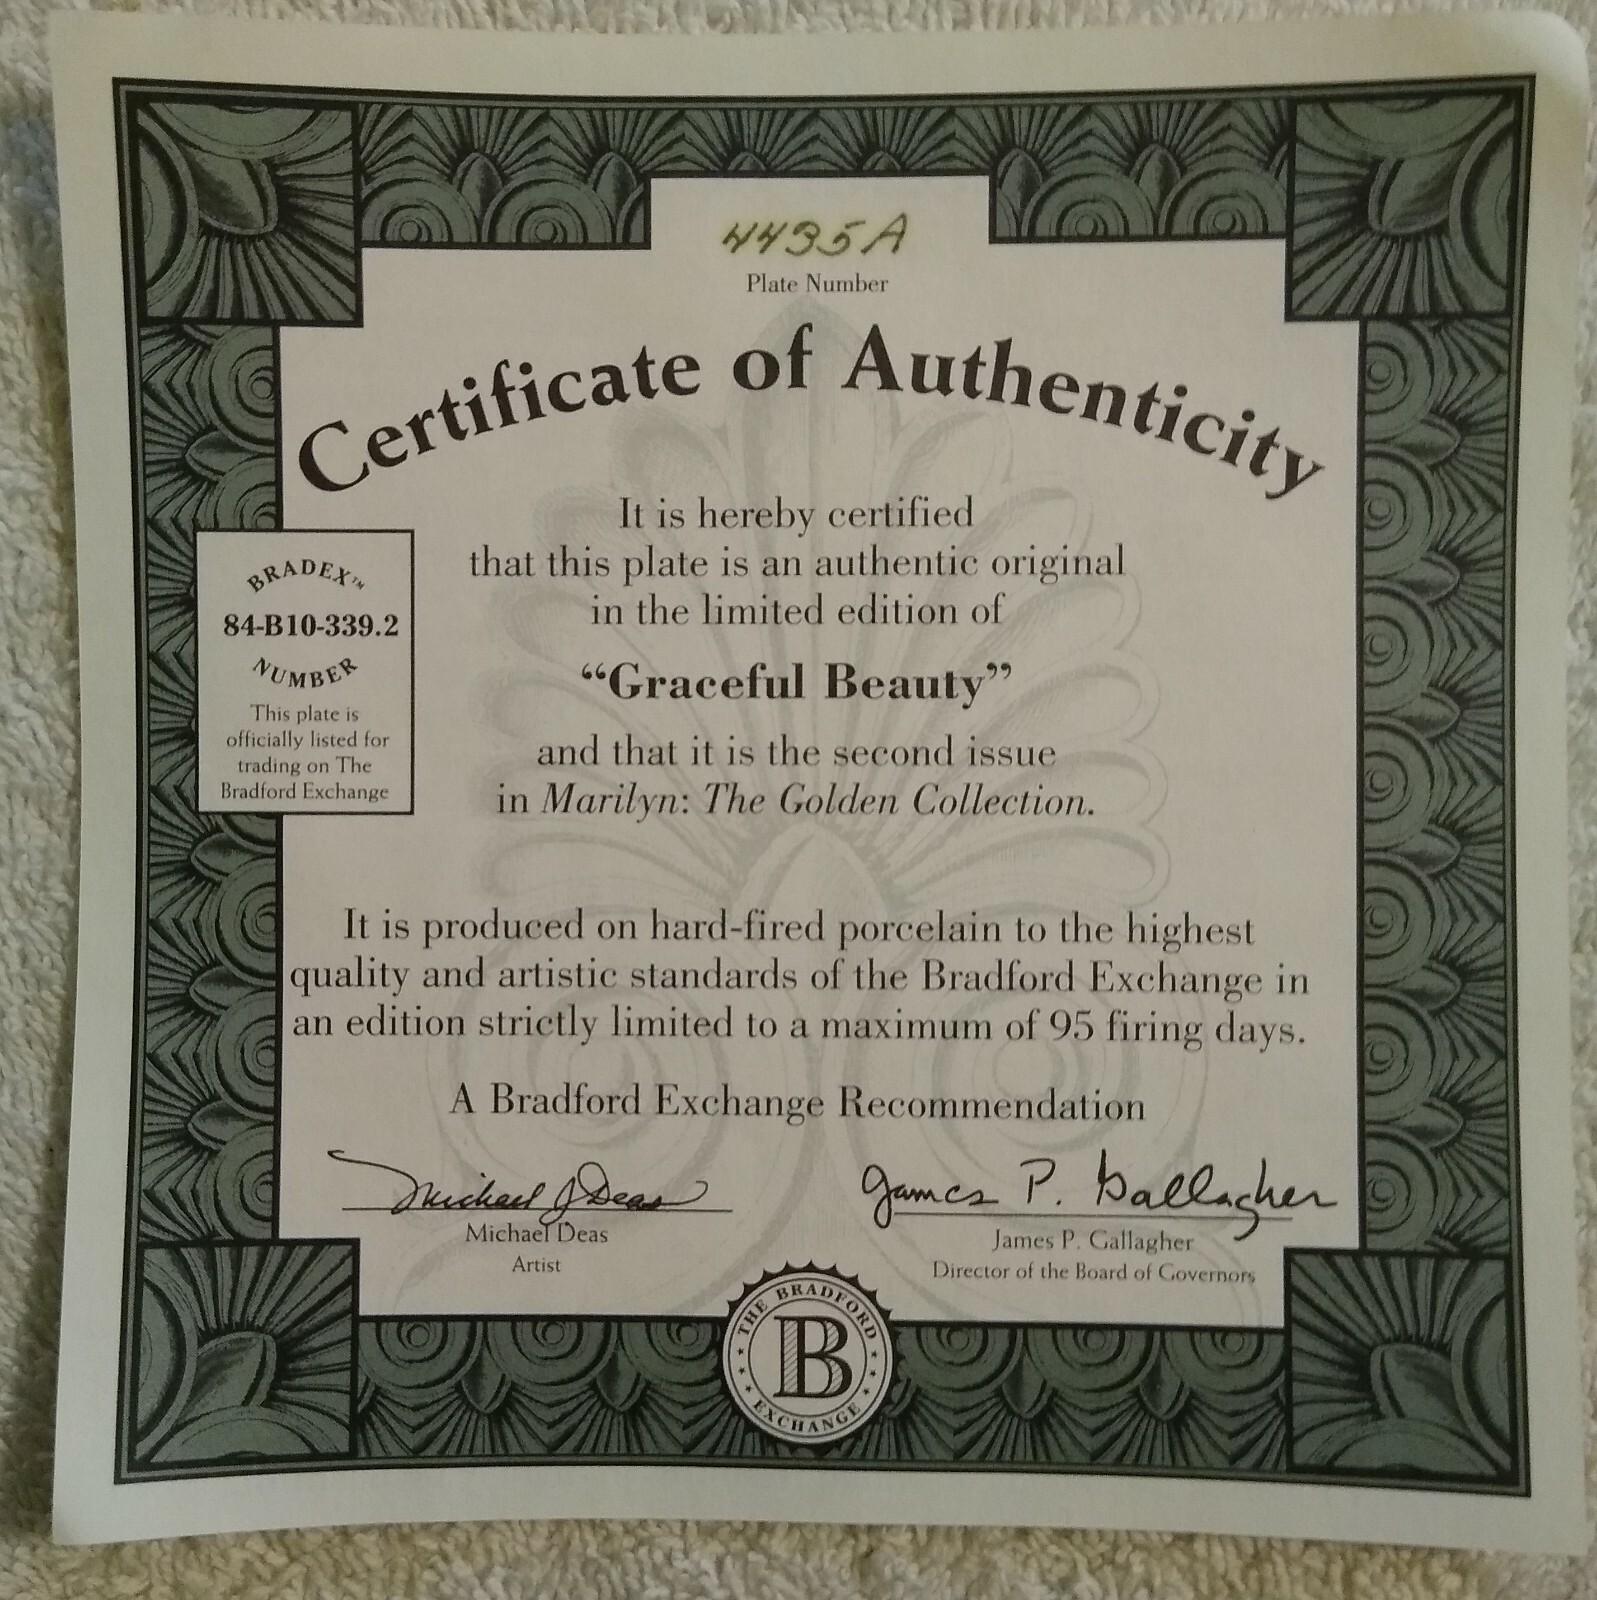 4435A
Plate Number
Certificate of Authenticity
It is hereby certified
that this plate is an authentic original
in the limited edition of
“Graceful Beauty”
and that it is the second issue
in Marilyn: The Golden Collection.
BRADEX™
84-B10-339.2
NUMBER
This plate is
officially listed for
trading on The
Bradford Exchange
It is produced on hard-fired porcelain to the highest
quality and artistic standards of the Bradford Exchange in
an edition strictly limited to a maximum of 95 firing days.
A Bradford Exchange Recommendation
Michael J Deas
Michael Deas
Artist
James P. Gallagher
James P. Gallagher
Director of the Board of Governors
THE BRADFORD
B
EXCHANGE